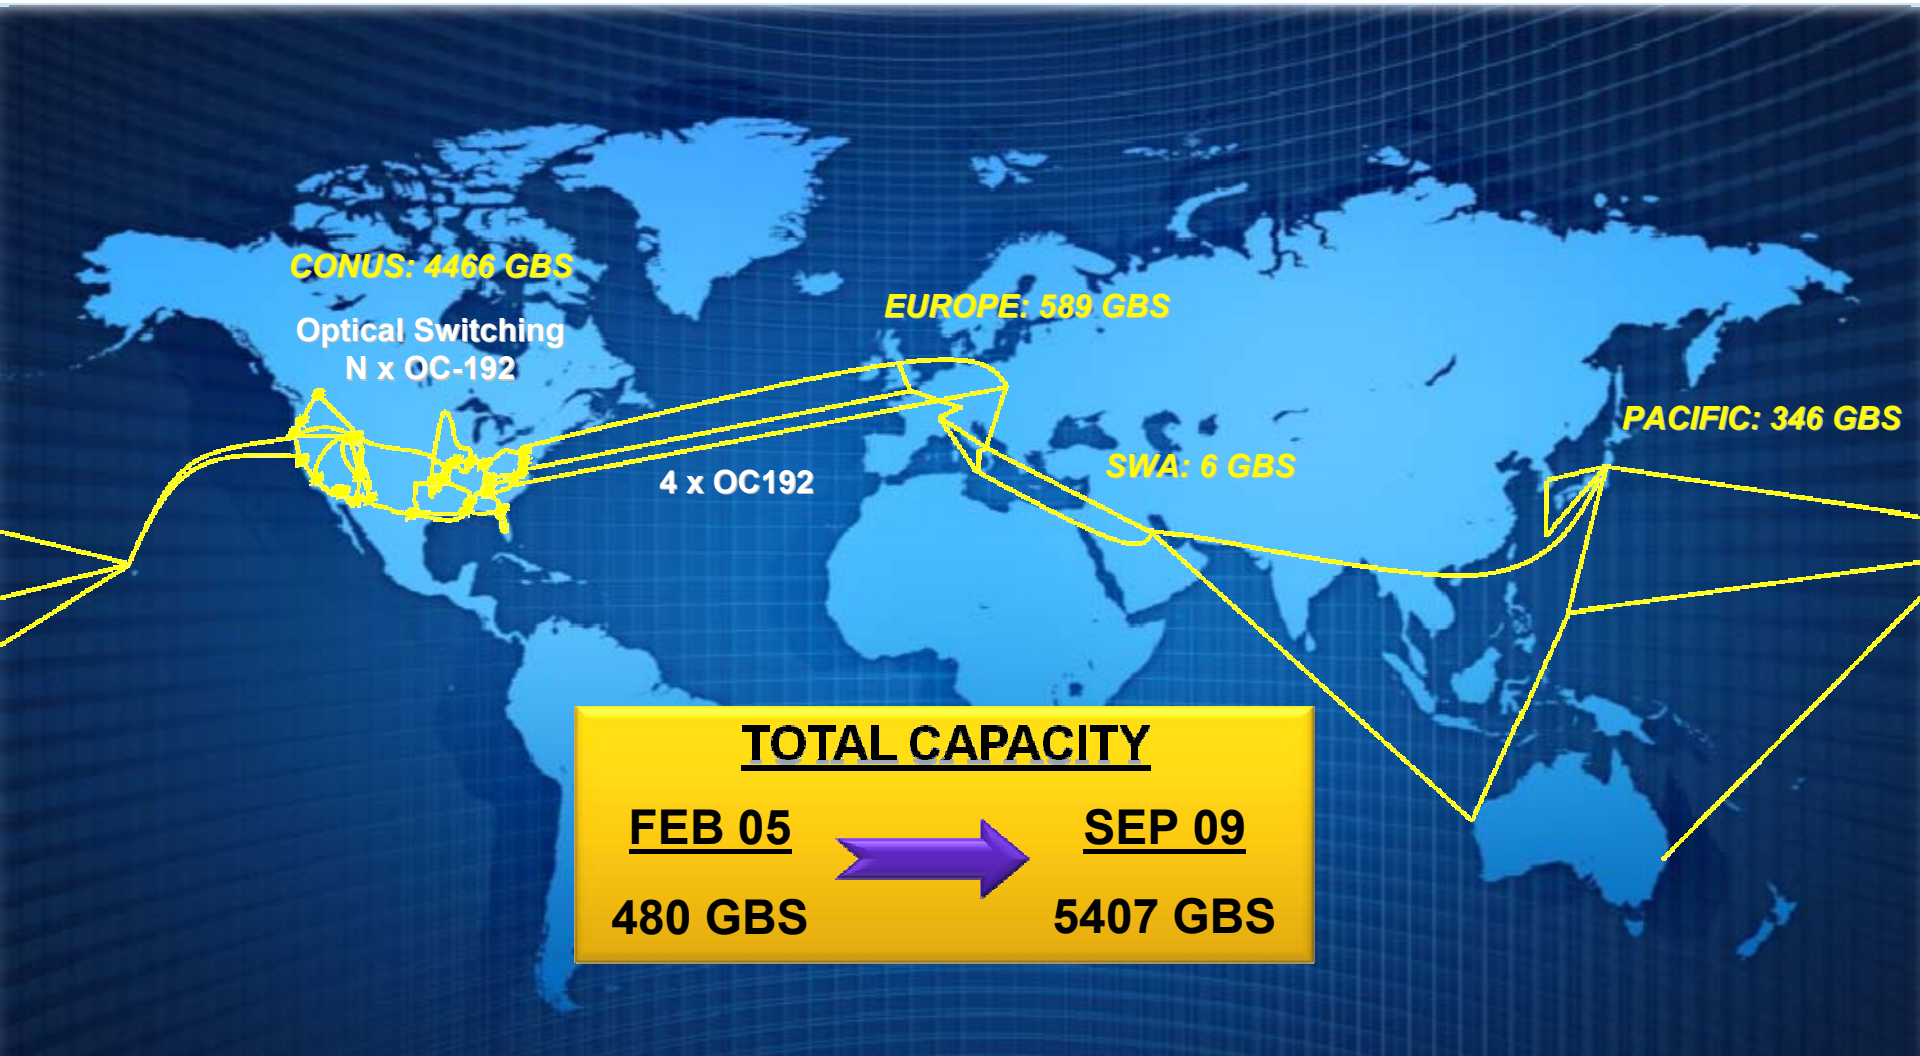 CONUS: 4466 GBS
Optical Switching
N x OC-192
EUROPE: 589 GBS
PACIFIC: 346 GBS
SWA: 6 GBS
4 x OC192
TOTAL CAPACITY
FEB 05
SEP 09
480 GBS
5407 GBS